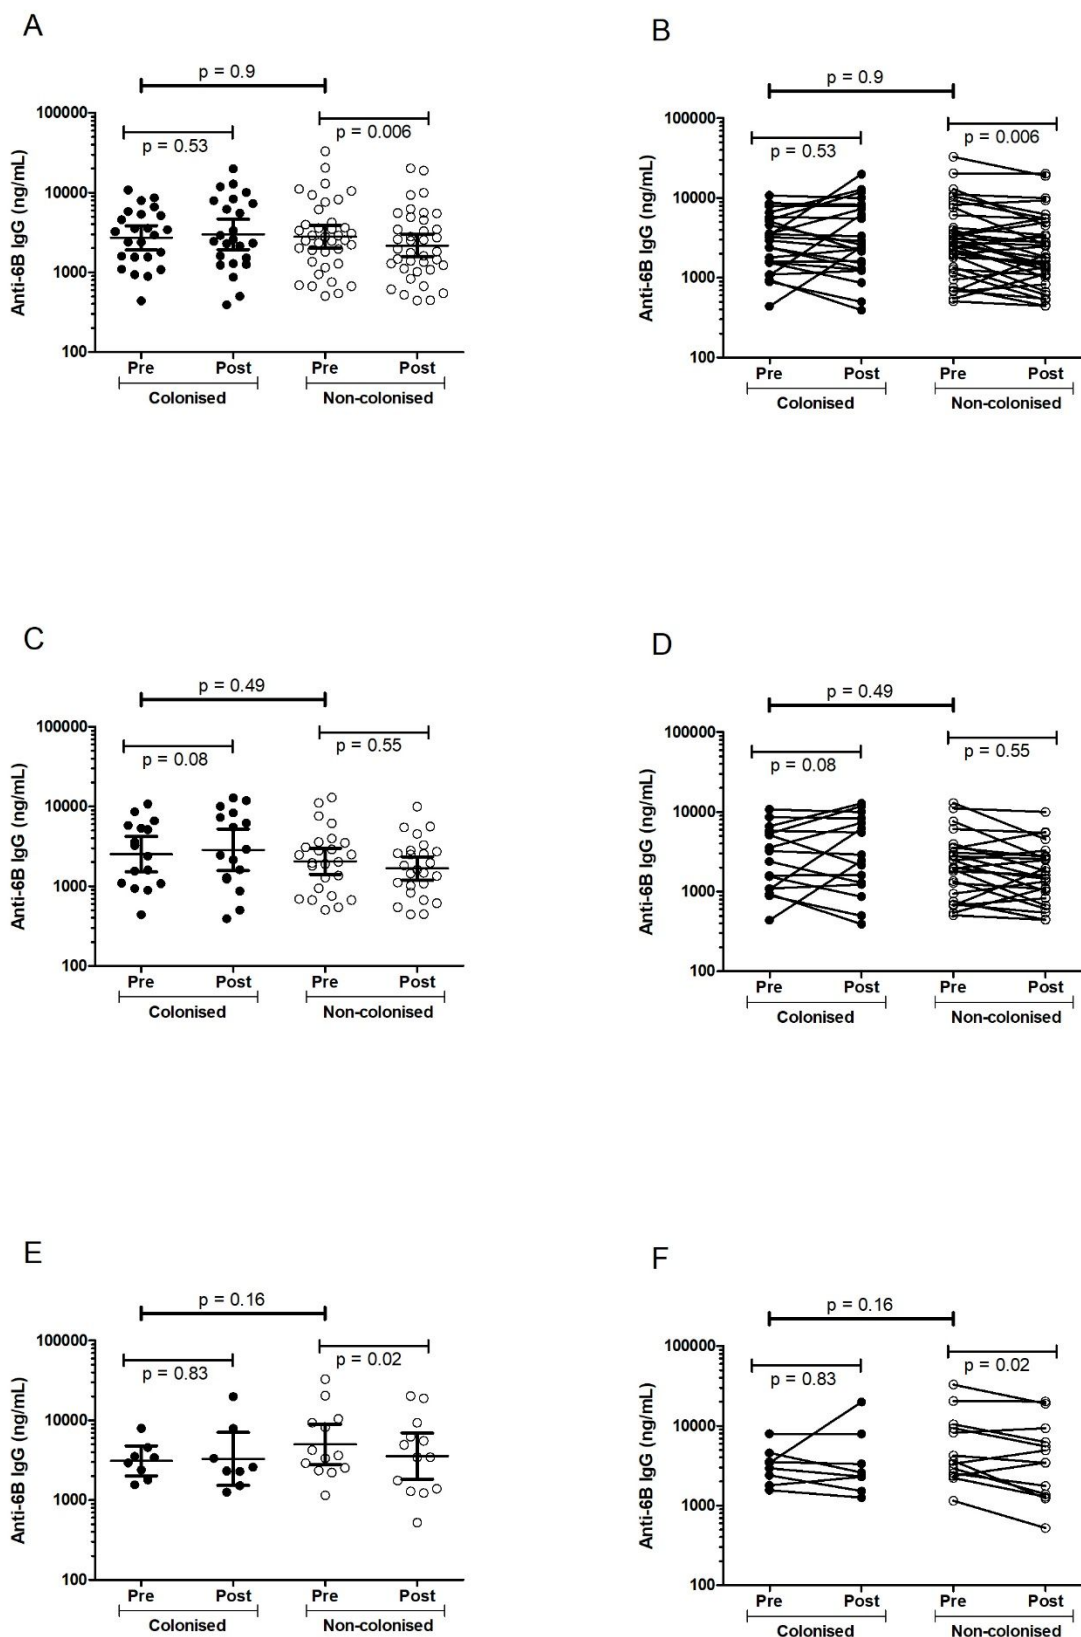 A
p = 0.9
p = 0.53
p = 0.006
Anti-6B IgG (ng/mL)
100000
10000
1000
100
Pre
Post
Pre
Post
Colonised
Non-colonised
B
p = 0.9
p = 0.53
p = 0.006
Anti-6B IgG (ng/mL)
100000
10000
1000
100
Pre
Post
Pre
Post
Colonised
Non-colonised
C
p = 0.49
p = 0.08
p = 0.55
Anti-6B IgG (ng/mL)
100000
10000
1000
100
Pre
Post
Pre
Post
Colonised
Non-colonised
D
p = 0.49
p = 0.08
p = 0.55
Anti-6B IgG (ng/mL)
100000
10000
1000
100
Pre
Post
Pre
Post
Colonised
Non-colonised
E
p = 0.16
p = 0.83
p = 0.02
Anti-6B IgG (ng/mL)
100000
10000
1000
100
Pre
Post
Pre
Post
Colonised
Non-colonised
F
p = 0.16
p = 0.83
p = 0.02
Anti-6B IgG (ng/mL)
100000
10000
1000
100
Pre
Post
Pre
Post
Colonised
Non-colonised